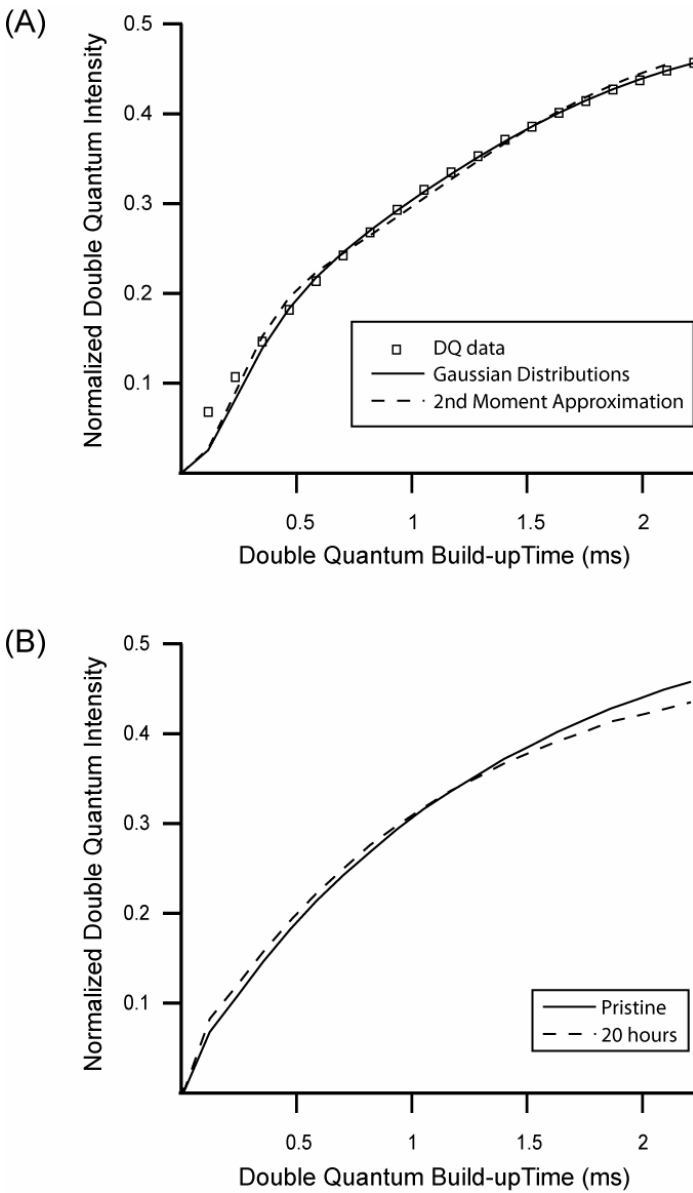 (A)
Normalized Double Quantum Intensity
0.5
0.4
0.3
0.2
0.1
DQ data
Gaussian Distributions
2nd Moment Approximation
0.5
1
1.5
2
Double Quantum Build-upTime (ms)
(B)
Normalized Double Quantum Intensity
0.5
0.4
0.3
0.2
0.1
Pristine
20 hours
0.5
1
1.5
2
Double Quantum Build-upTime (ms)